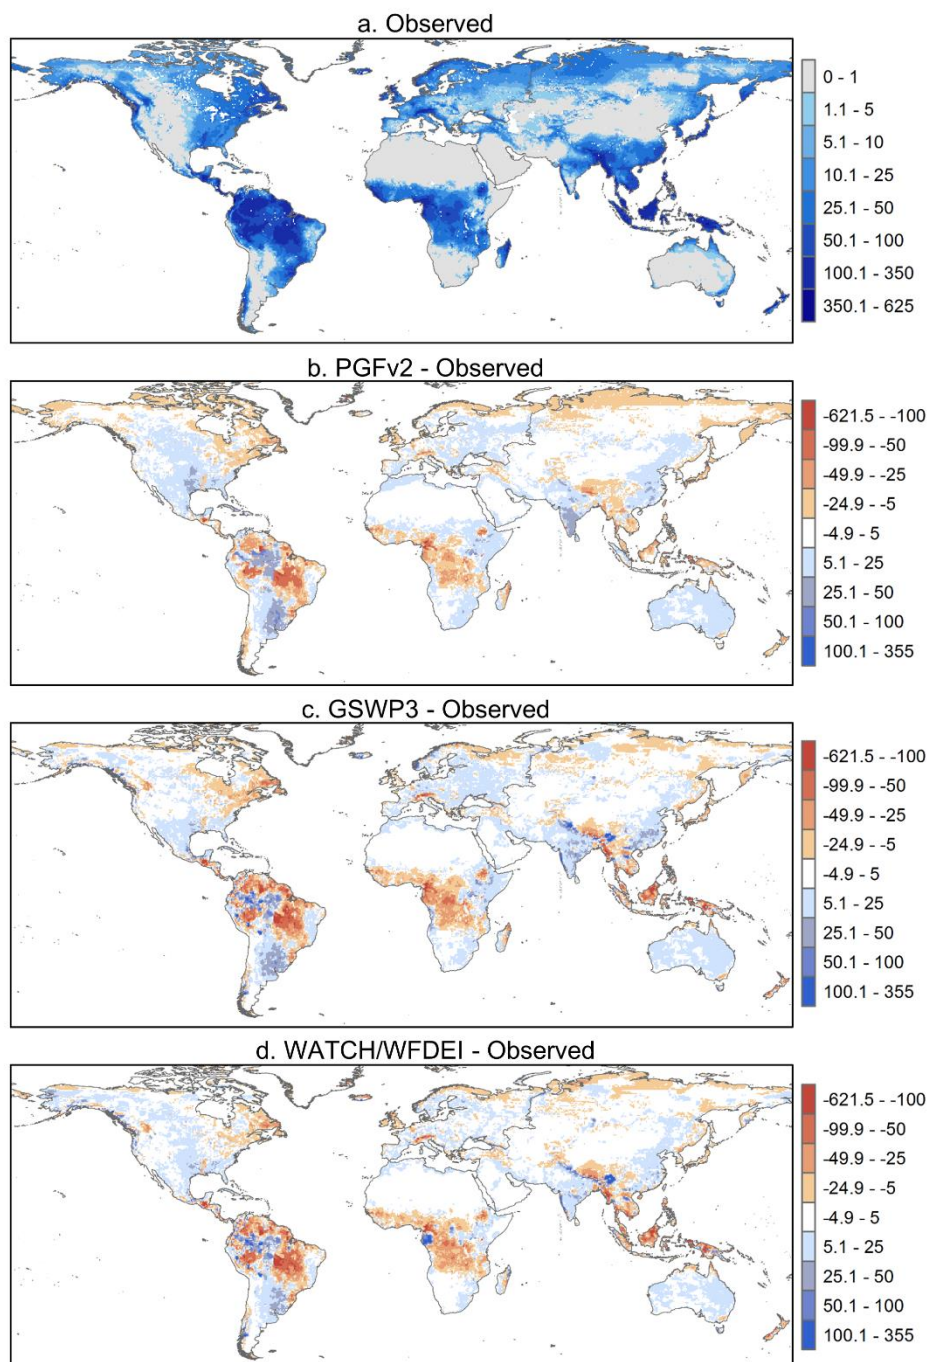 a. Observed
0 - 1
1.1 - 5
5.1 - 10
10.1 - 25
25.1 - 50
50.1 - 100
100.1 - 350
350.1 - 625
b. PGFv2 - Observed
-621.5 - -100
-99.9 - -50
-49.9 - -25
-24.9 - -5
-4.9 - 5
5.1 - 25
25.1 - 50
50.1 - 100
100.1 - 355
c. GSWP3 - Observed
-621.5 - -100
-99.9 - -50
-49.9 - -25
-24.9 - -5
-4.9 - 5
5.1 - 25
25.1 - 50
50.1 - 100
100.1 - 355
d. WATCH/WFDEI - Observed
-621.5 - -100
-99.9 - -50
-49.9 - -25
-24.9 - -5
-4.9 - 5
5.1 - 25
25.1 - 50
50.1 - 100
100.1 - 355